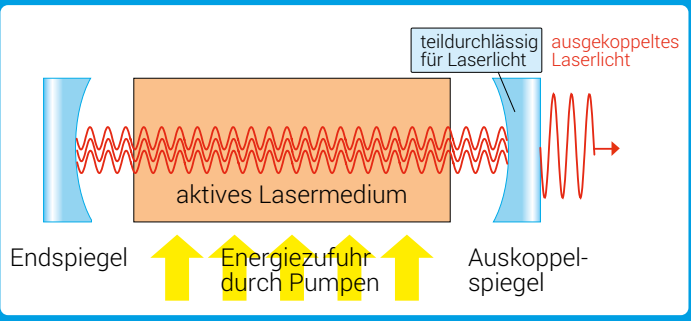 teildurchlässig
für Laserlicht
ausgekoppeltes
Laserlicht
aktives Lasermedium
Endspiegel
Energiezufuhr
durch Pumpen
Auskoppel-
spiegel